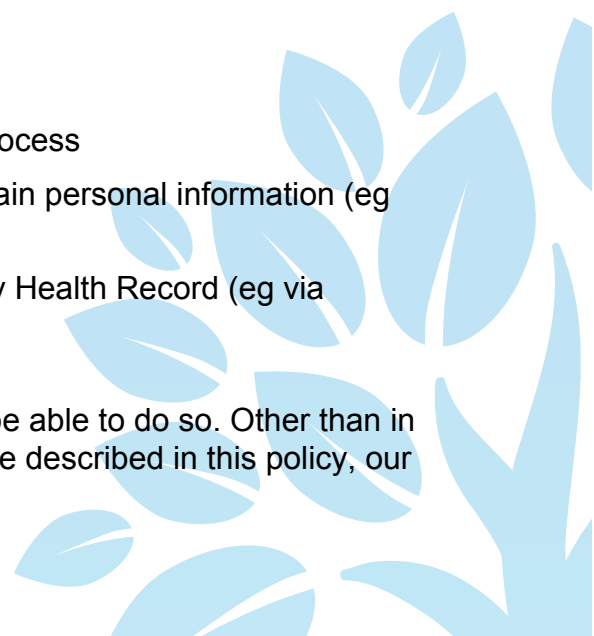 ocess
ain personal information (eg
y Health Record (eg via
be able to do so. Other than in
e described in this policy, our